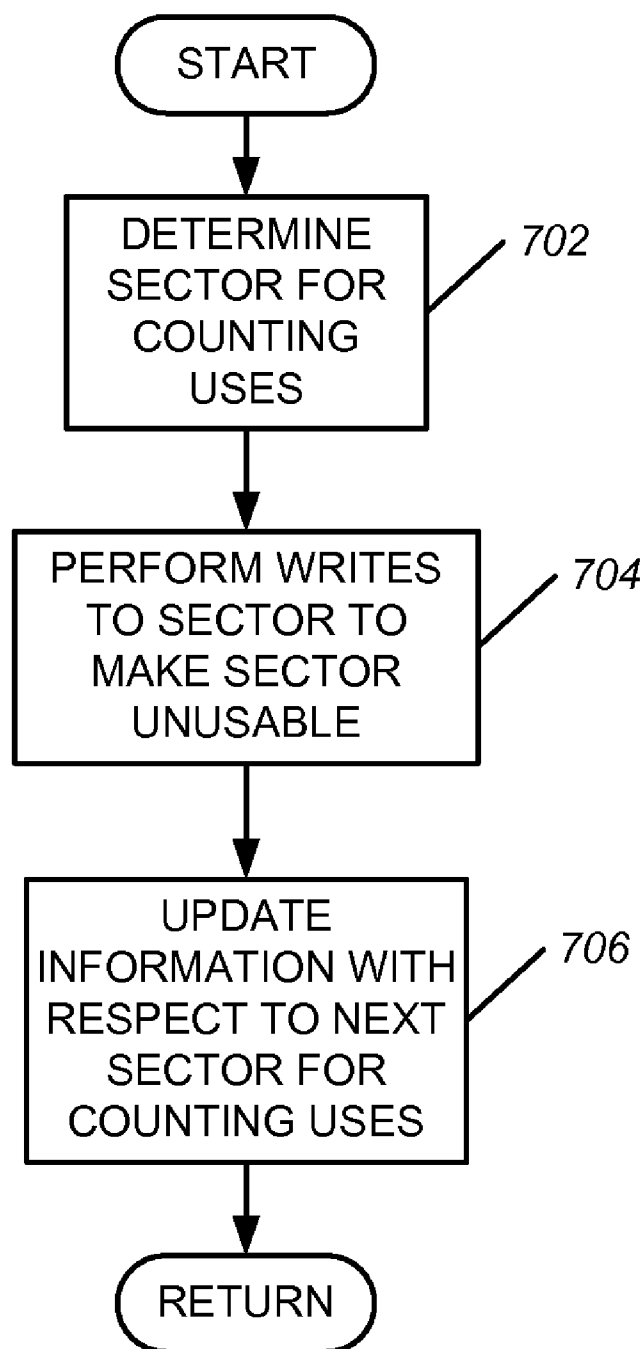 START
DETERMINE
SECTOR FOR
COUNTING
USES
702
PERFORM WRITES
TO SECTOR TO
MAKE SECTOR
UNUSABLE
704
UPDATE
INFORMATION WITH
RESPECT TO NEXT
SECTOR FOR
COUNTING USES
706
RETURN